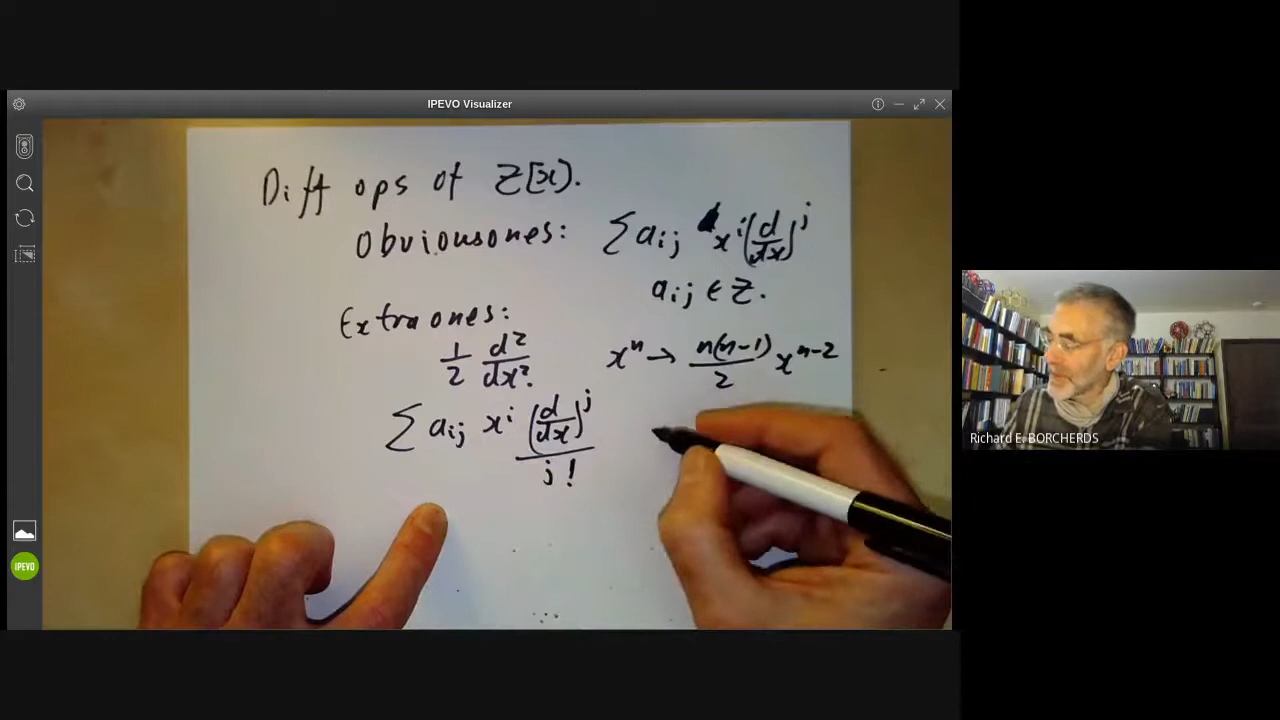 IPEVO Visualizer
Diff ops of Z[x].
Obvious ones: ∑ a_ij x^i (d/dx)^j
a_ij ∈ Z.
Extra ones:
1/2 d²/dx². x^n → n(n-1)/2 x^(n-2)
∑ a_ij x^i (d/dx)^j / j!
Richard E. BORCHERDS
IPEVO